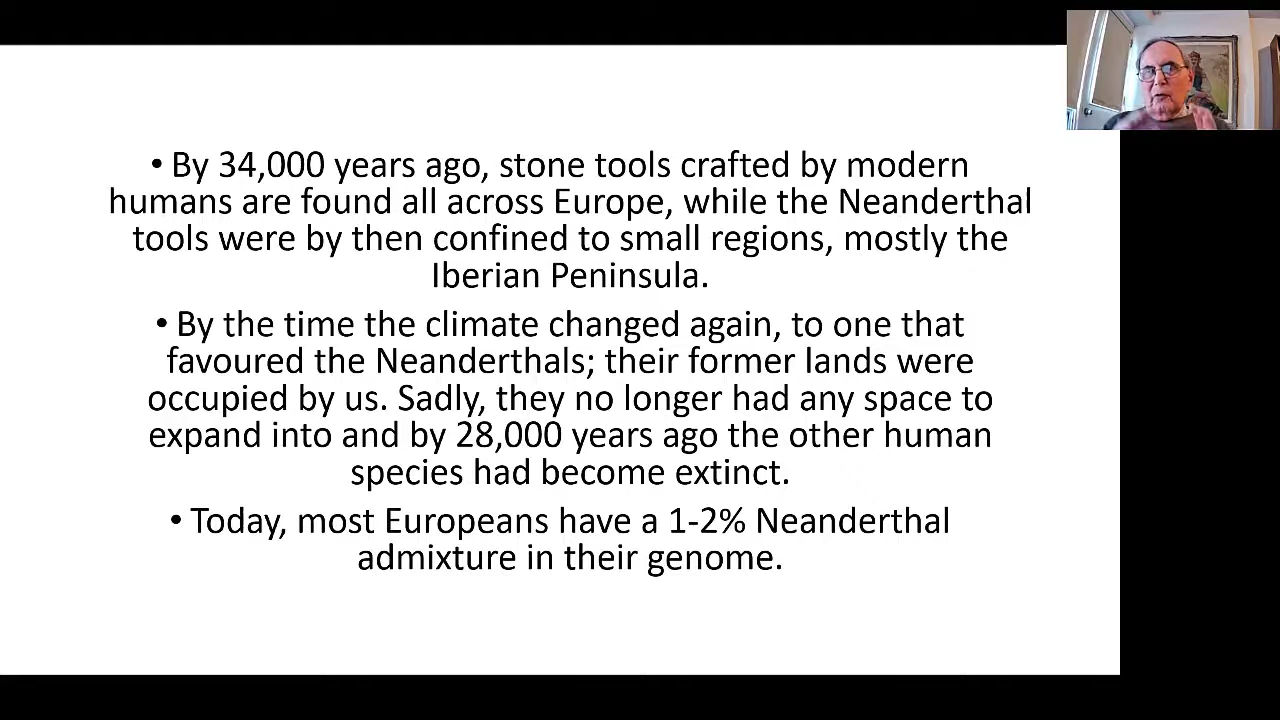 • By 34,000 years ago, stone tools crafted by modern
humans are found all across Europe, while the Neanderthal
tools were by then confined to small regions, mostly the
Iberian Peninsula.
• By the time the climate changed again, to one that
favoured the Neanderthals; their former lands were
occupied by us. Sadly, they no longer had any space to
expand into and by 28,000 years ago the other human
species had become extinct.
• Today, most Europeans have a 1-2% Neanderthal
admixture in their genome.